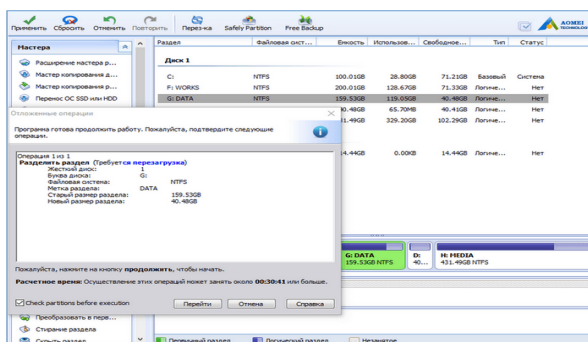 Применить Сбросить Отменить Повторить Перез-ка Safely Partition Free Backup
AOMEI
TECHNOLOGY
Мастера
Расширение мастера р...
Мастер копирования д...
Мастер копирования р...
Перенос ОС SSD или HDD
Раздел Файловая сист... Емкость Использов... Свободное... Тип Статус
Диск 1
C: NTFS 100.01GB 28.80GB 71.21GB Базовый Система
F: WORKS NTFS 200.01GB 128.67GB 71.33GB Логиче... Нет
G: DATA NTFS 159.53GB 119.05GB 40.48GB Логиче... Нет
40.48GB 65.70MB 40.41GB Логиче... Нет
31.49GB 329.20GB 102.29GB Логиче... Нет
14.44GB 0.00KB 14.44GB Логиче... Нет
Отложенные операции
Програма готова продолжить работу. Пожалуйста, подтвердите следующие
операции.
Операция 1 из 1
Разделить раздел (Требуется перезагрузка)
Жесткий диск: 1
Буква диска: G:
Файловая система: NTFS
Метка раздела: DATA
Старый размер раздела: 159.53GB
Новый размер раздела: 40.48GB
Пожалуйста, нажмите на кнопку продолжить, чтобы начать.
Расчетное время: Осуществление этих операций может занять около 00:30:41 или больше.
Check partitions before execution Перейти Отмена Справка
G: DATA D: H: MEDIA
159.53GB NTFS 40... 431.49GB NTFS
Преобразовать в перв...
Стирание раздела
Скрыть раздел
Первичный раздел Логический раздел Незанятое